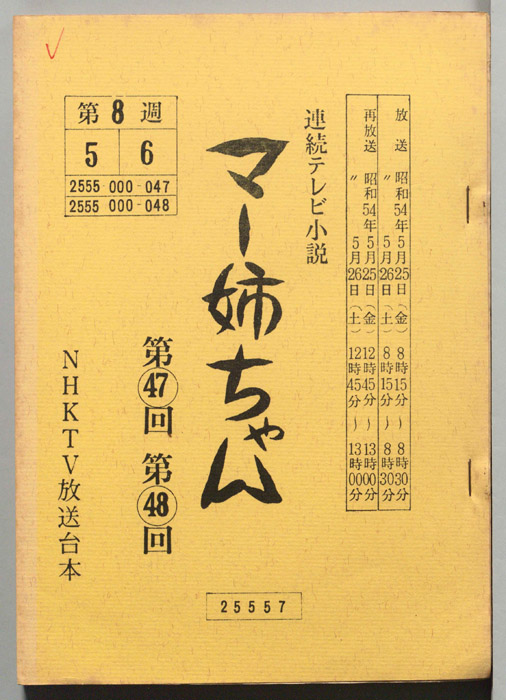 放送 昭和54年5月25日(金) 8時15分～8時30分
〃 5月26日(土) 8時15分～8時30分
再放送 昭和54年5月25日(金) 12時45分～13時00分
〃 5月26日(土) 12時45分～13時00分
連続テレビ小説
マー姉ちゃん
第47回 第48回
第8週
5 6
2555 000-047
2555 000-048
NHKTV放送台本
25557